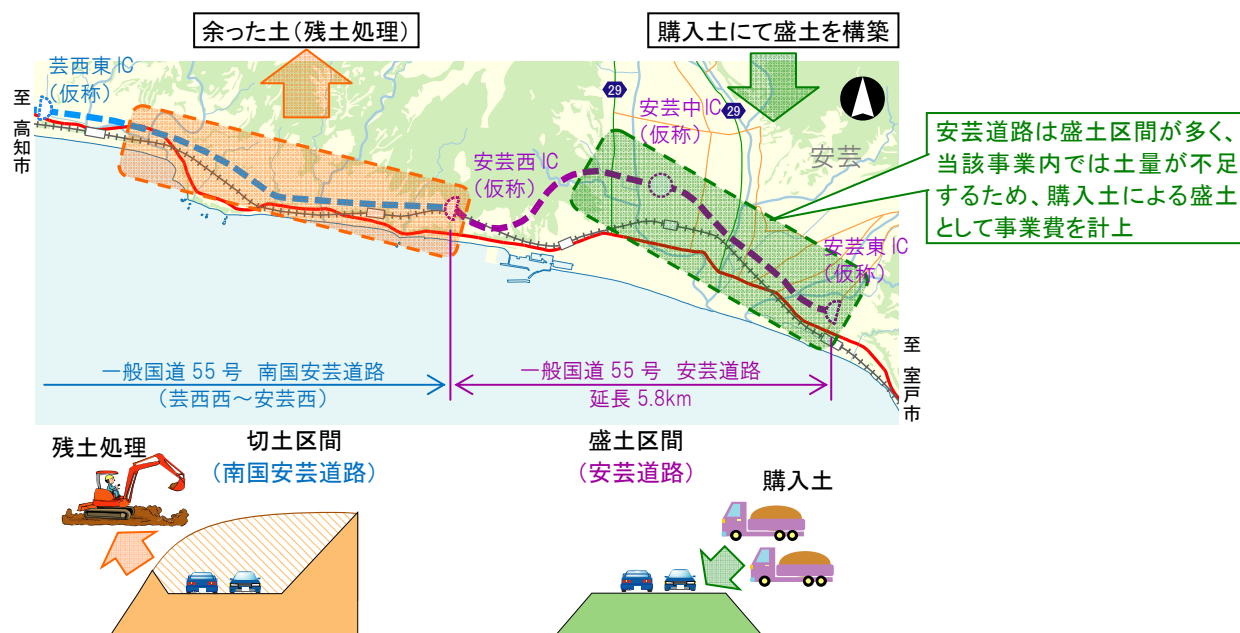 余った土(残土処理)
購入土にて盛土を構築
芸西東IC
(仮称)
至 高知市
29
安芸中IC
(仮称)
29
安芸西IC
(仮称)
安芸
安芸道路は盛土区間が多く、
当該事業内では土量が不足
するため、購入土による盛土
として事業費を計上
安芸東IC
(仮称)
至 室戸市
一般国道55号 南国安芸道路
(芸西西~安芸西)
一般国道55号 安芸道路
延長5.8km
残土処理
切土区間
(南国安芸道路)
盛土区間
(安芸道路)
購入土